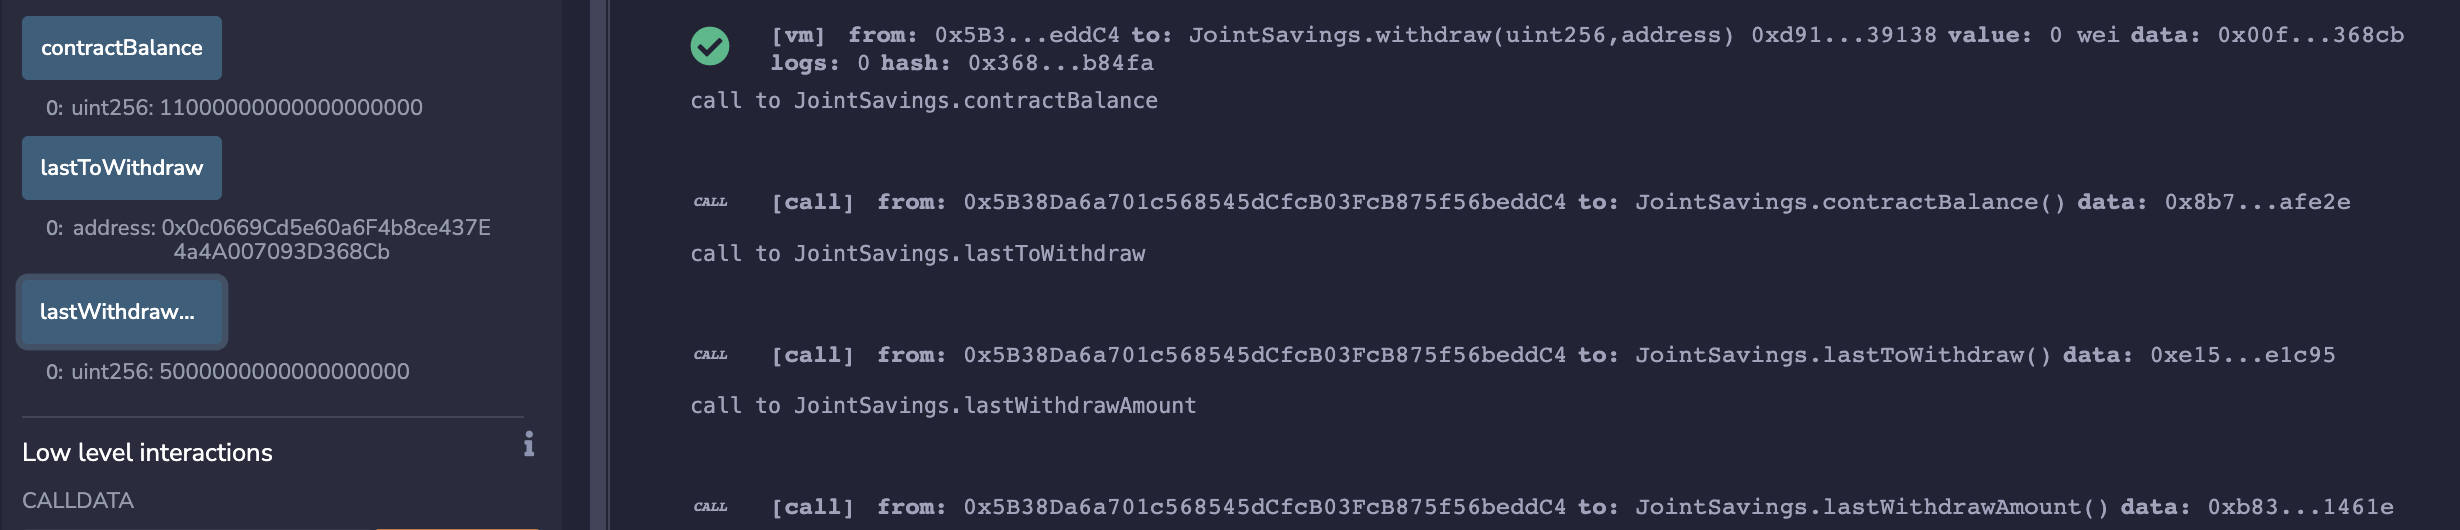 contractBalance
0: uint256: 11000000000000000000
lastToWithdraw
0: address: 0x0c0669Cd5e60a6F4b8ce437E
4a4A007093D368Cb
lastWithdraw...
0: uint256: 5000000000000000000
Low level interactions
i
CALLDATA
[vm] from: 0x5B3...eddC4 to: JointSavings.withdraw(uint256,address) 0xd91...39138 value: 0 wei data: 0x00f...368cb
logs: 0 hash: 0x368...b84fa
call to JointSavings.contractBalance
CALL [call] from: 0x5B38Da6a701c568545dCfcB03FcB875f56beddC4 to: JointSavings.contractBalance() data: 0x8b7...afe2e
call to JointSavings.lastToWithdraw
CALL [call] from: 0x5B38Da6a701c568545dCfcB03FcB875f56beddC4 to: JointSavings.lastToWithdraw() data: 0xe15...e1c95
call to JointSavings.lastWithdrawAmount
CALL [call] from: 0x5B38Da6a701c568545dCfcB03FcB875f56beddC4 to: JointSavings.lastWithdrawAmount() data: 0xb83...1461e